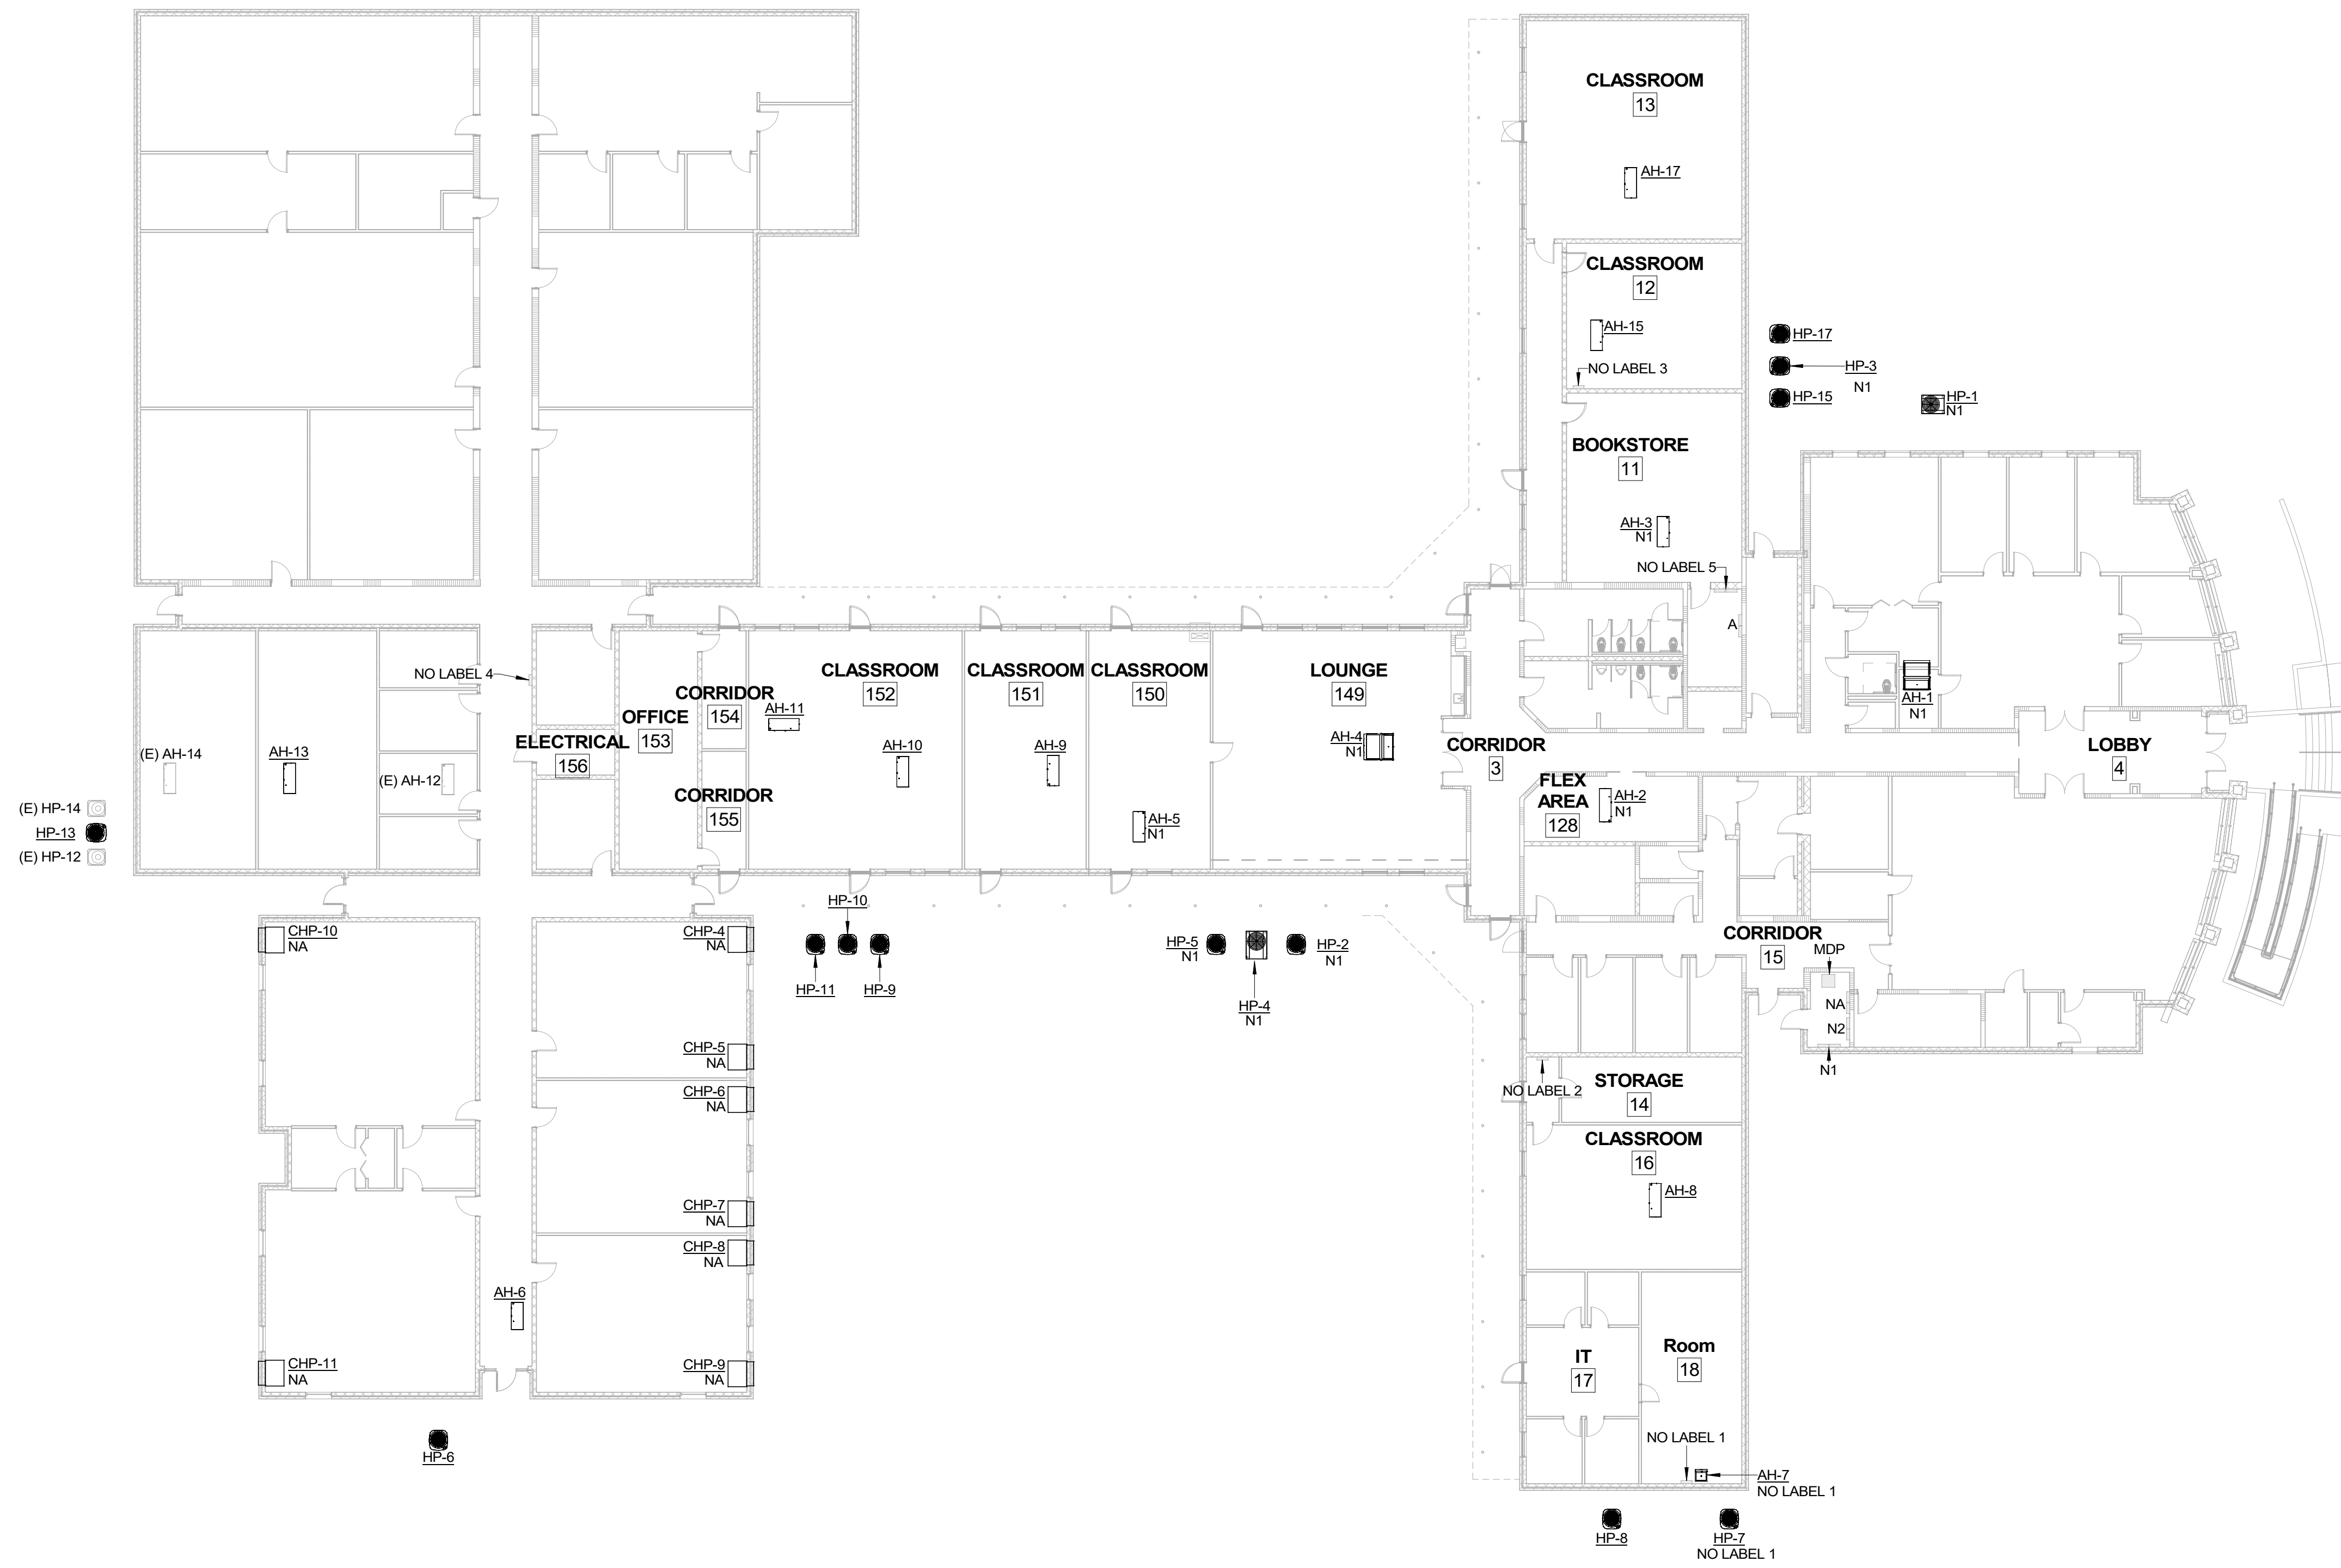 CLASSROOM
13
AH-17
CLASSROOM
12
AH-15
NO LABEL 3
HP-17
HP-3
N1
HP-15
HP-1
N1
BOOKSTORE
11
AH-3
N1
NO LABEL 5
A
AH-1
N1
NO LABEL 4
CORRIDOR
154
OFFICE
153
ELECTRICAL
156
AH-11
CLASSROOM
152
CLASSROOM
151
CLASSROOM
150
LOUNGE
149
AH-10
AH-9
AH-5
N1
AH-4
N1
CORRIDOR
155
CORRIDOR
3
LOBBY
4
FLEX
AREA
128
AH-2
N1
(E) AH-14
AH-13
(E) AH-12
(E) HP-14
HP-13
(E) HP-12
HP-10
HP-11
HP-9
HP-5
N1
HP-4
N1
HP-2
N1
CORRIDOR
15
MDP
NA
N2
N1
CHP-10
NA
CHP-4
NA
CHP-5
NA
CHP-6
NA
CHP-7
NA
CHP-8
NA
CHP-9
NA
CHP-11
NA
AH-6
HP-6
NO LABEL 2
STORAGE
14
CLASSROOM
16
AH-8
IT
17
Room
18
NO LABEL 1
AH-7
NO LABEL 1
HP-8
HP-7
NO LABEL 1